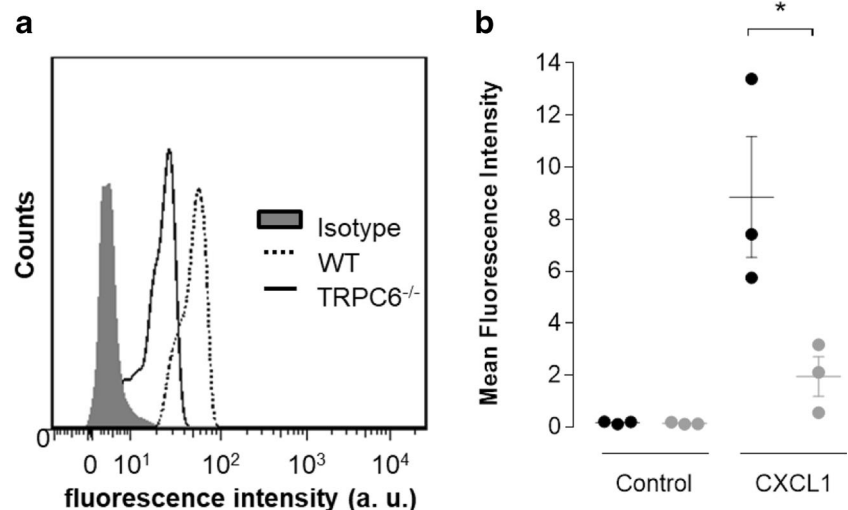 a
Counts
Isotype
WT
TRPC6⁻/⁻
0
0 10¹ 10² 10³ 10⁴
fluorescence intensity (a. u.)
b
*
Mean Fluorescence Intensity
14
12
10
8
6
4
2
0
Control CXCL1